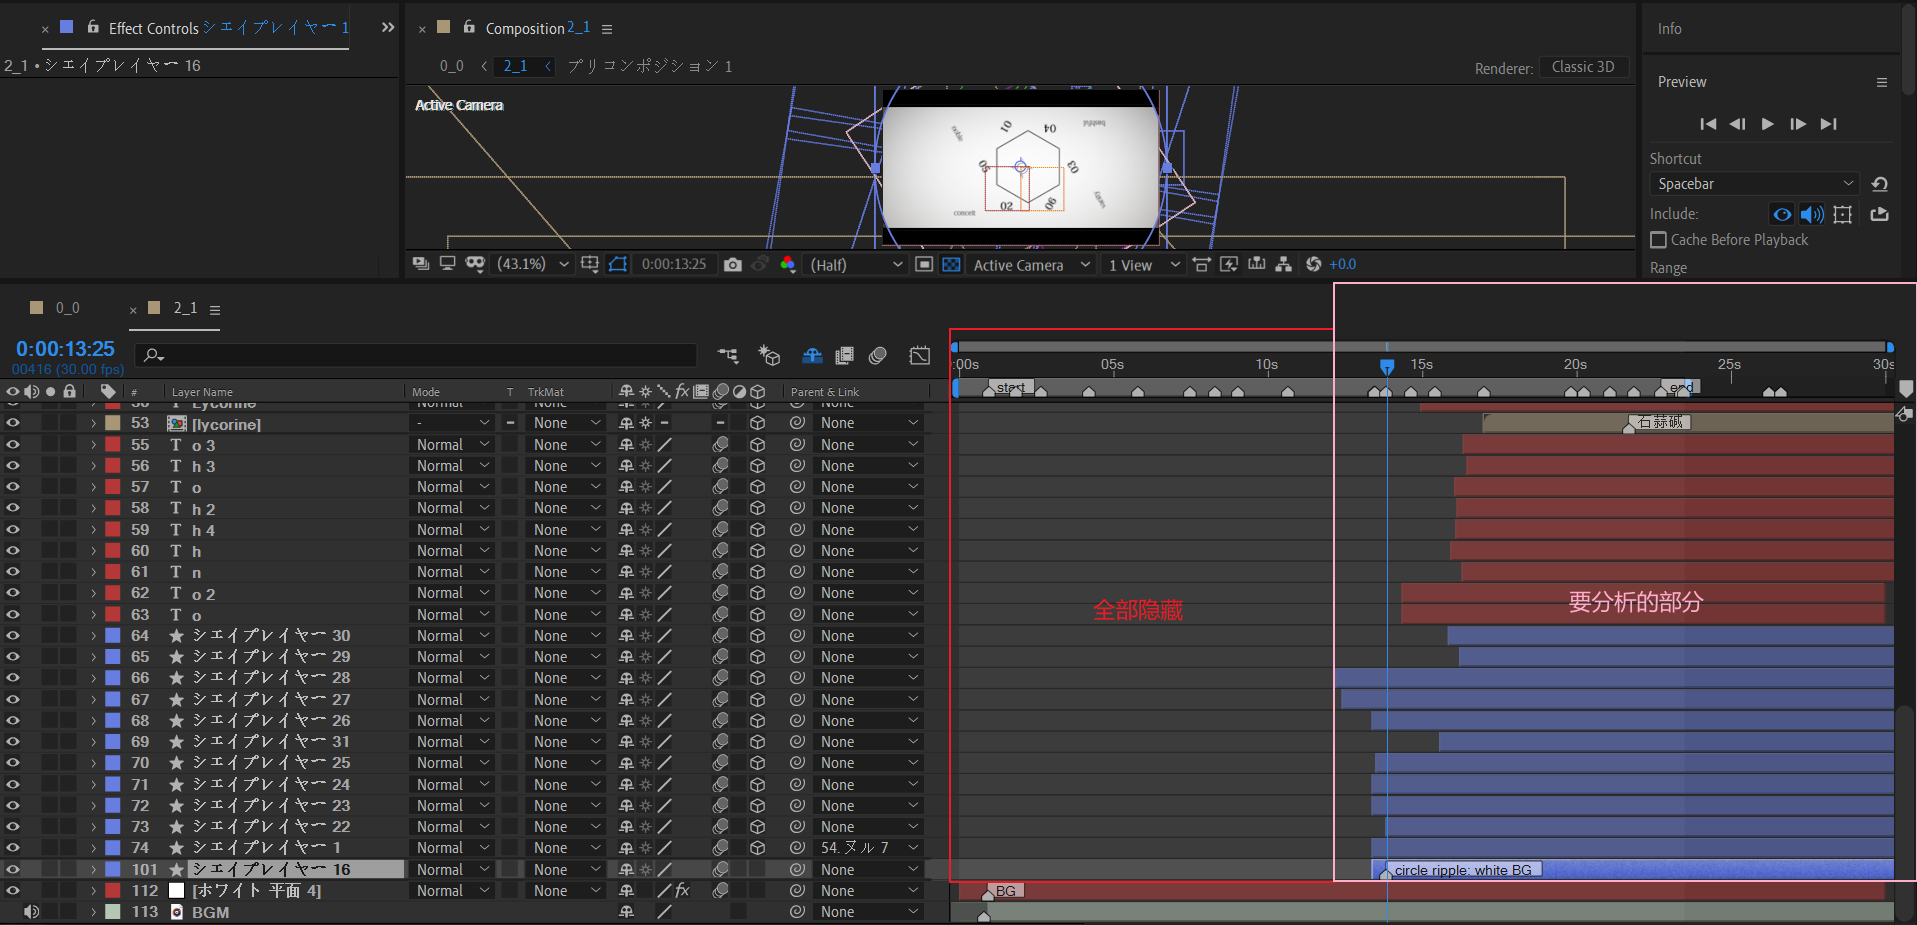 Effect Controls シェイプレイヤー 1
2_1 • シェイプレイヤー 16
Composition 2_1
0_0
2_1
プリコンポジション 1
Renderer: Classic 3D
Active Camera
01
04
03
06
02
05
noble
bashful
conceit
(43.1%)
0:00:13:25
(Half)
Active Camera
1 View
+0.0
Info
Preview
Shortcut
Spacebar
Include:
Cache Before Playback
Range
0_0
2_1
0:00:13:25
00416 (30.00 fps)
:00s 05s 10s 15s 20s 25s 30s
# Layer Name Mode T TrkMat fx Parent & Link
start
end
Lycorine
53 [lycorine] - None None
石蒜碱
55 T o 3 Normal None None
56 T h 3 Normal None None
57 T o Normal None None
58 T h 2 Normal None None
59 T h 4 Normal None None
60 T h Normal None None
61 T n Normal None None
62 T o 2 Normal None None
63 T o Normal None None
全部隐藏
要分析的部分
64 シェイプレイヤー 30 Normal None None
65 シェイプレイヤー 29 Normal None None
66 シェイプレイヤー 28 Normal None None
67 シェイプレイヤー 27 Normal None None
68 シェイプレイヤー 26 Normal None None
69 シェイプレイヤー 31 Normal None None
70 シェイプレイヤー 25 Normal None None
71 シェイプレイヤー 24 Normal None None
72 シェイプレイヤー 23 Normal None None
73 シェイプレイヤー 22 Normal None None
74 シェイプレイヤー 1 Normal None 54. ヌル 7
101 シェイプレイヤー 16 Normal None None
circle ripple: white BG
112 [ホワイト 平面 4] Normal None fx None
BG
113 BGM None